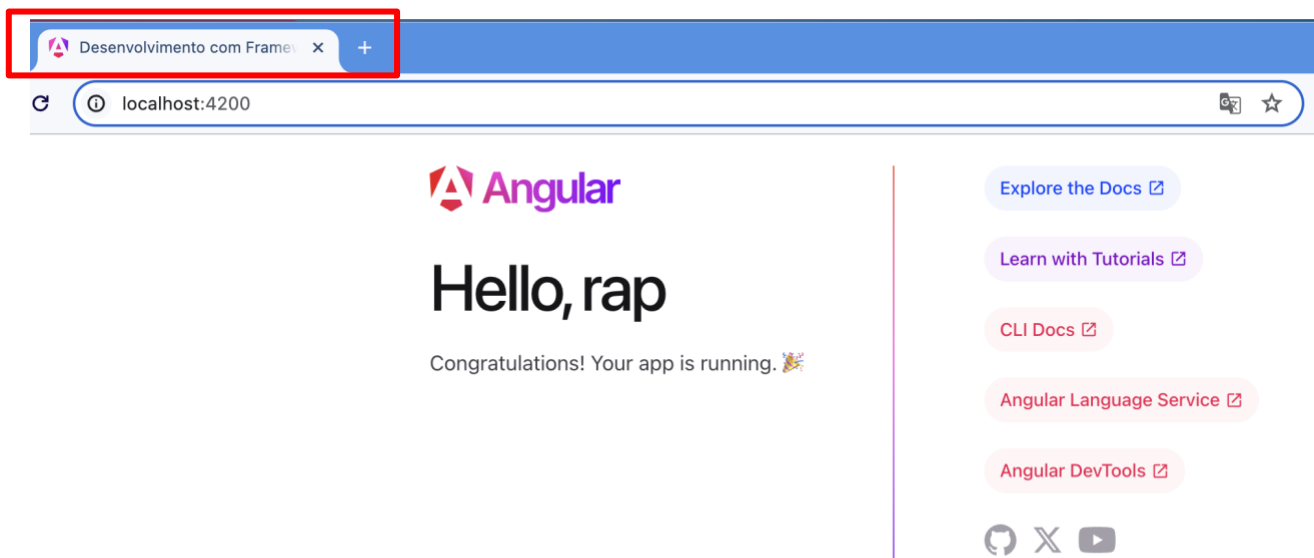 Desenvolvimento com Frame
localhost:4200
Angular
Hello, rap
Congratulations! Your app is running. 🎉
Explore the Docs
Learn with Tutorials
CLI Docs
Angular Language Service
Angular DevTools